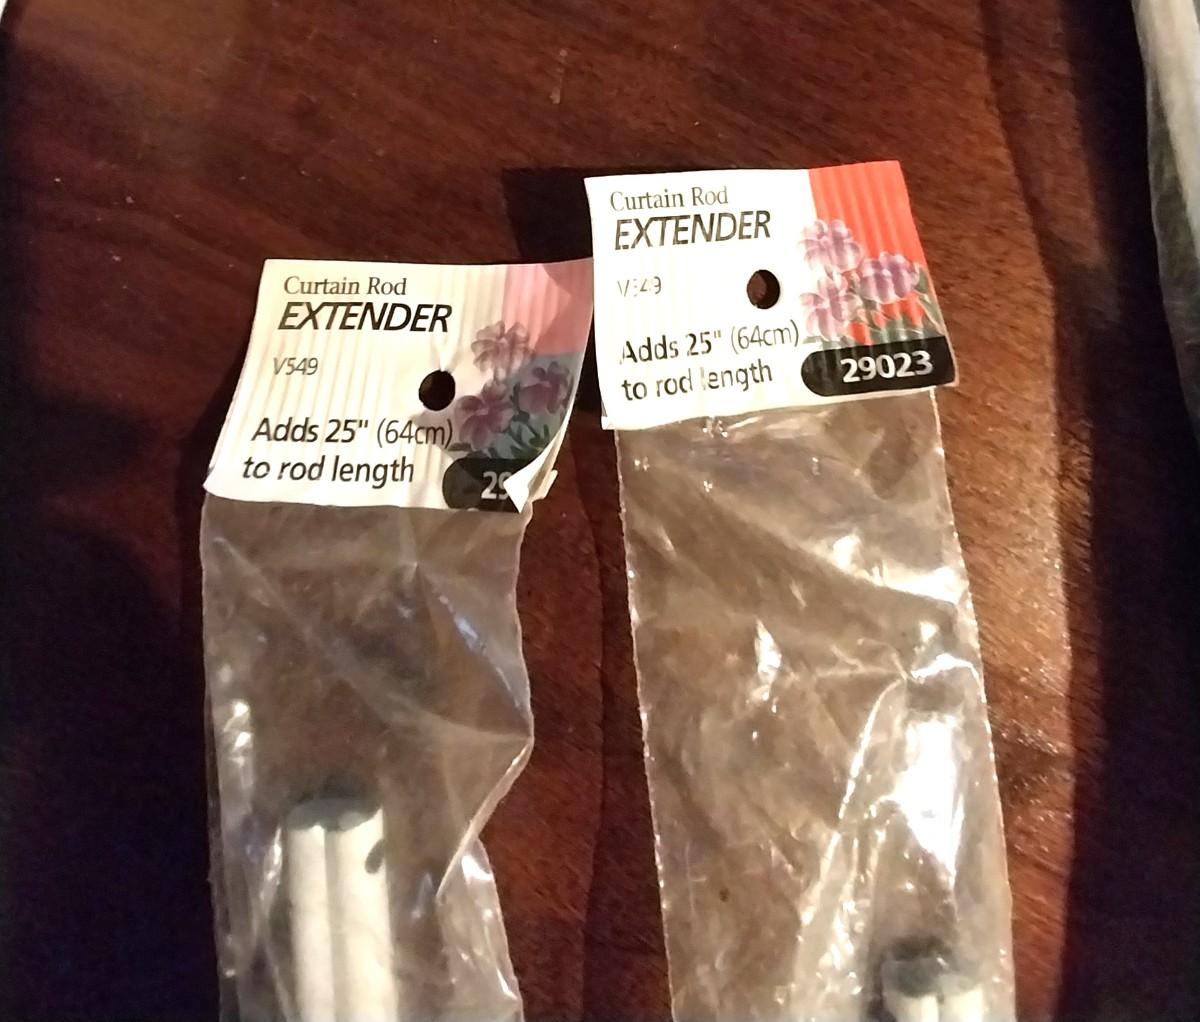 Curtain Rod
EXTENDER
V549
Adds 25" (64cm)
to rod length
Curtain Rod
EXTENDER
V549
Adds 25" (64cm)
to rod length
29023